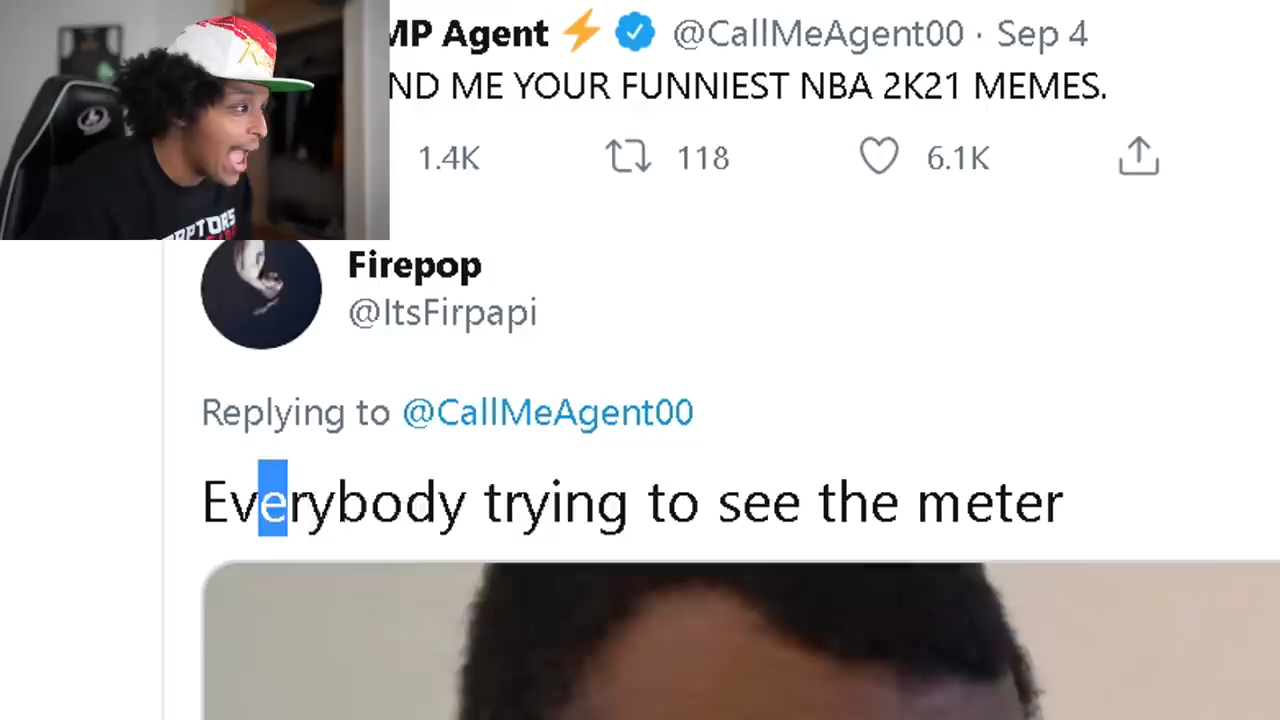 MP Agent @CallMeAgent00 · Sep 4
ND ME YOUR FUNNIEST NBA 2K21 MEMES.
1.4K 118 6.1K
PTORS
Firepop
@ItsFirpapi
Replying to @CallMeAgent00
Everybody trying to see the meter